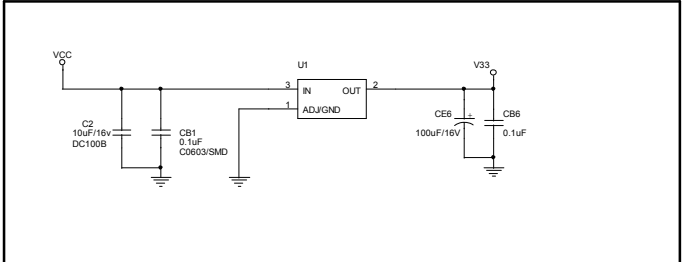 VCC
U1
V33
3 IN OUT 2
1 ADJ/GND
C2
10uF/16v
DC100B
CB1
0.1uF
C0603/SMD
CE6
100uF/16V
+
CB6
0.1uF